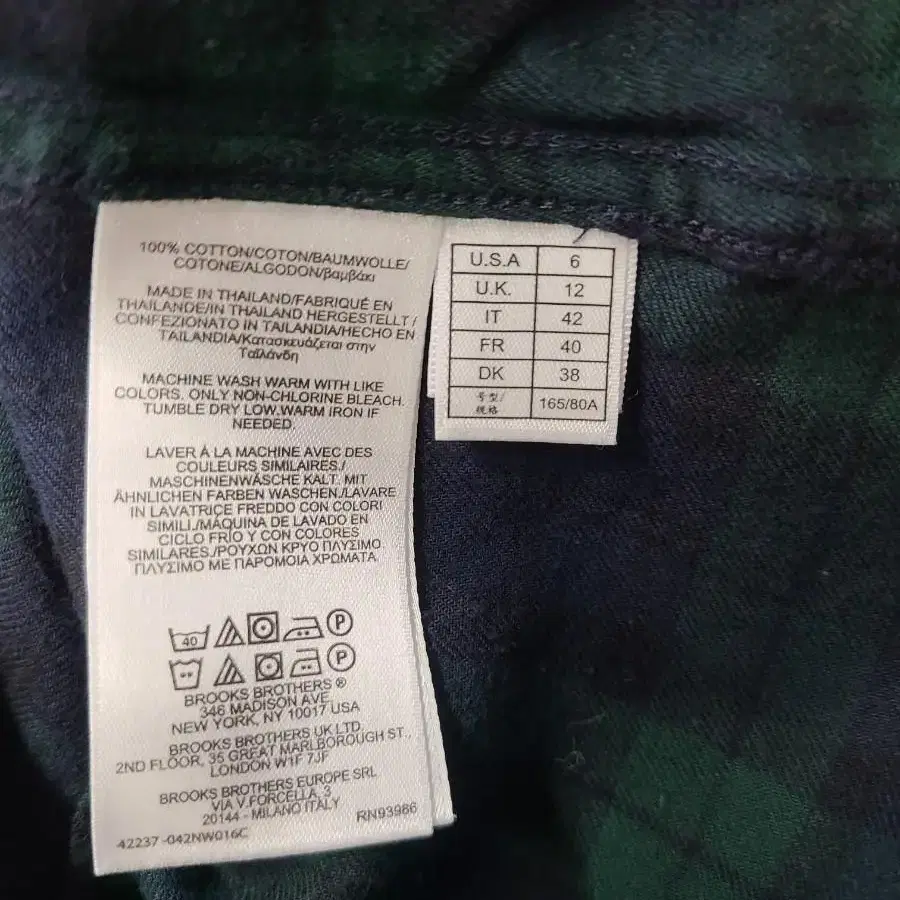 100% COTTON/COTON/BAUMWOLLE/
COTONE/ALGODON/βαμβάκι
MADE IN THAILAND/FABRIQUÉ EN
THAILANDE/IN THAILAND HERGESTELLT /
CONFEZIONATO IN TAILANDIA/HECHO EN
TAILANDIA/Κατασκευάζεται στην
Ταϊλάνδη
MACHINE WASH WARM WITH LIKE
COLORS. ONLY NON-CHLORINE BLEACH.
TUMBLE DRY LOW.WARM IRON IF
NEEDED.
LAVER À LA MACHINE AVEC DES
COULEURS SIMILAIRES./
MASCHINENWÄSCHE KALT. MIT
ÄHNLICHEN FARBEN WASCHEN./LAVARE
IN LAVATRICE FREDDO CON COLORI
SIMILI./MÁQUINA DE LAVADO EN
CICLO FRÍO Y CON COLORES
SIMILARES./ΡΟΥΧΩΝ ΚΡΥΟ ΠΛΥΣΙΜΟ.
ΠΛΥΣΙΜΟ ΜΕ ΠΑΡΟΜΟΙΑ ΧΡΩΜΑΤΑ.
40 P
P
BROOKS BROTHERS ®
346 MADISON AVE
NEW YORK, NY 10017 USA
BROOKS BROTHERS UK LTD.
2ND FLOOR, 35 GREAT MARLBOROUGH ST.,
LONDON W1F 7JF
BROOKS BROTHERS EUROPE SRL
VIA V.FORCELLA, 3
20144 - MILANO ITALY
RN93986
42237 -042NW016C
U.S.A 6
U.K. 12
IT 42
FR 40
DK 38
号型/
规格 165/80A